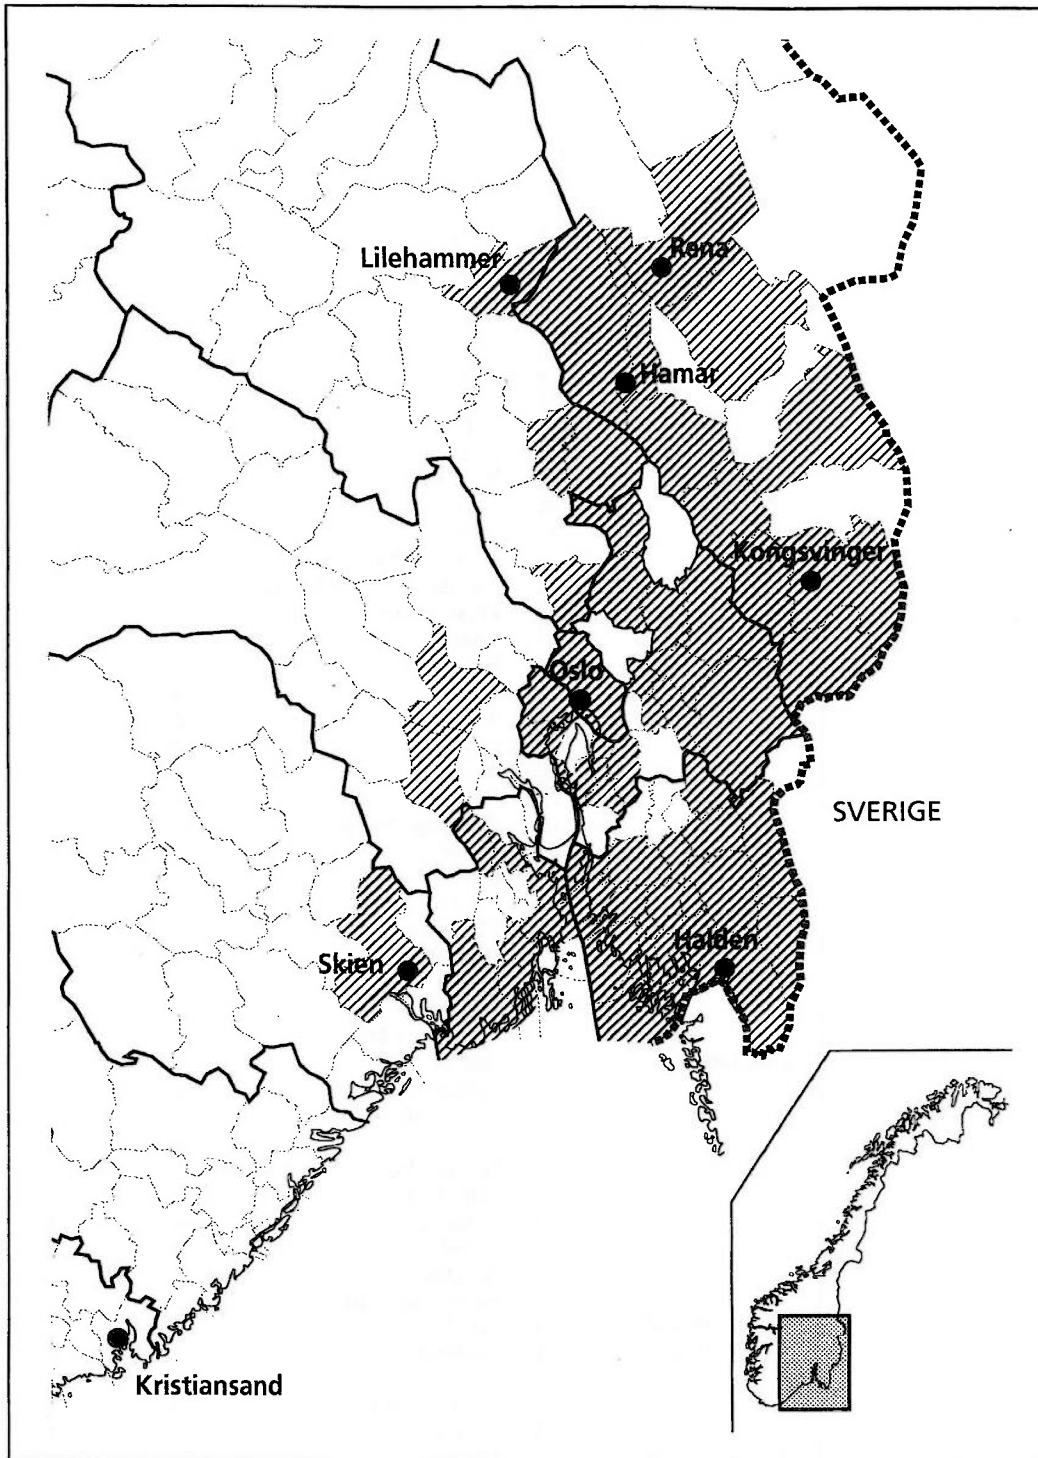 Lilehammer
Rena
Hamar
Kongsvinger
Oslo
SVERIGE
Halden
Skien
Kristiansand